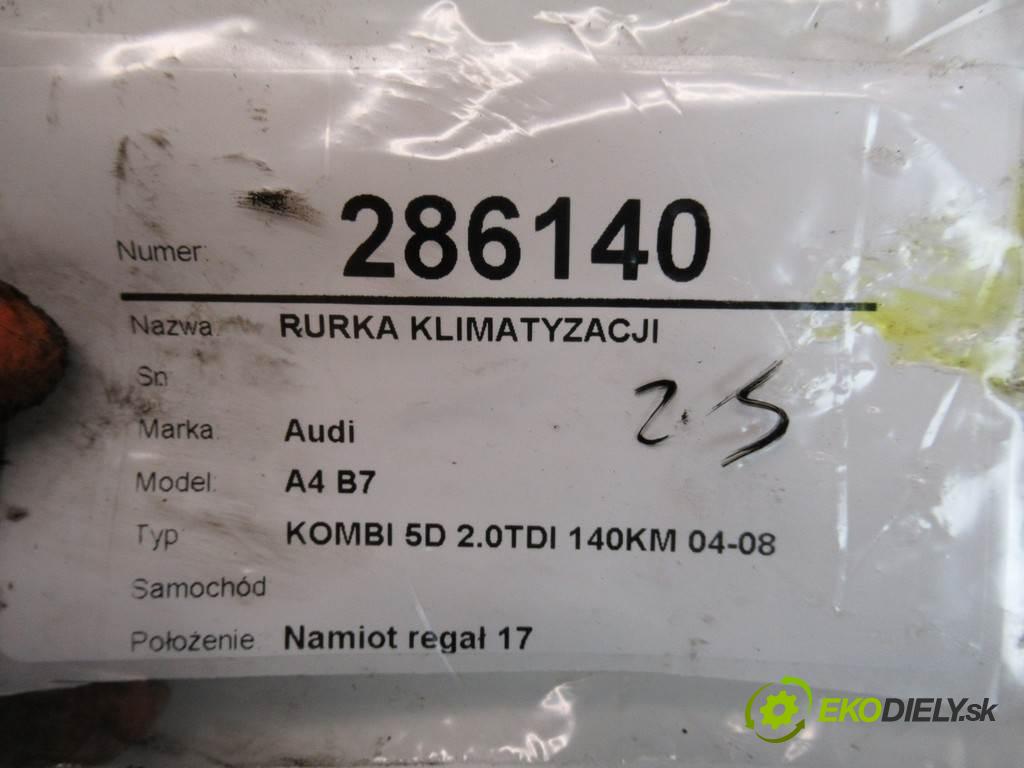 Numer: 286140
Nazwa: RURKA KLIMATYZACJI
Sn
Marka: Audi
25
Model: A4 B7
Typ KOMBI 5D 2.0TDI 140KM 04-08
Samochód
Położenie Namiot regał 17
EKODIELY.sk